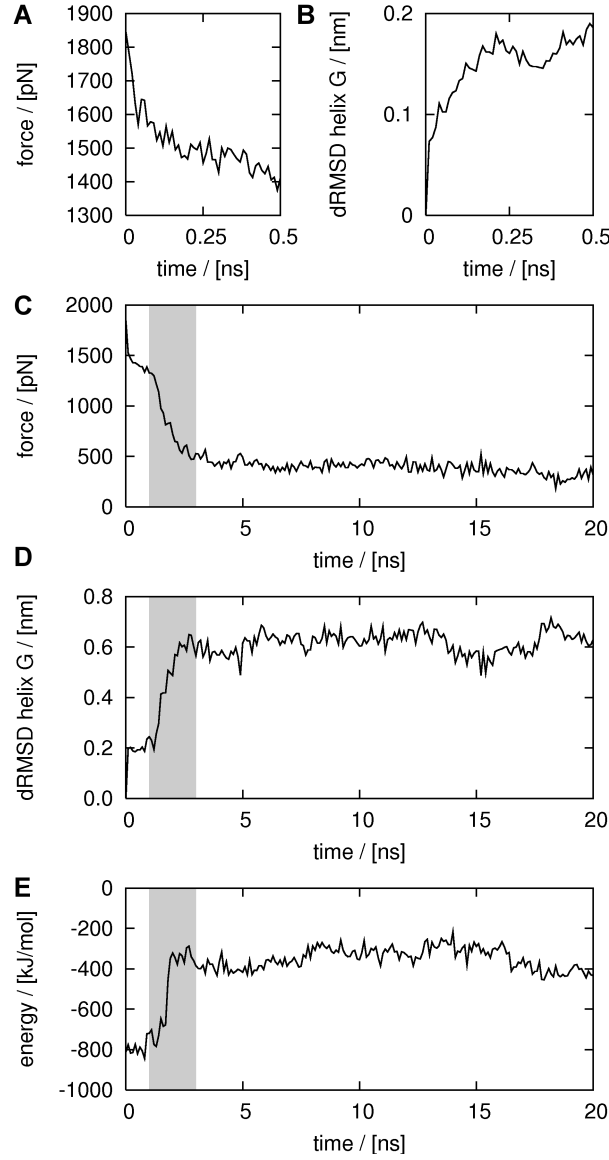 A
force / [pN]
1900
1800
1700
1600
1500
1400
1300
0 0.25 0.5
time / [ns]
B
dRMSD helix G / [nm]
0.2
0.1
0
0 0.25 0.5
time / [ns]
C
force / [pN]
2000
1500
1000
500
0
0 5 10 15 20
time / [ns]
D
dRMSD helix G / [nm]
0.8
0.6
0.4
0.2
0.0
0 5 10 15 20
time / [ns]
E
energy / [kJ/mol]
0
-200
-400
-600
-800
-1000
0 5 10 15 20
time / [ns]